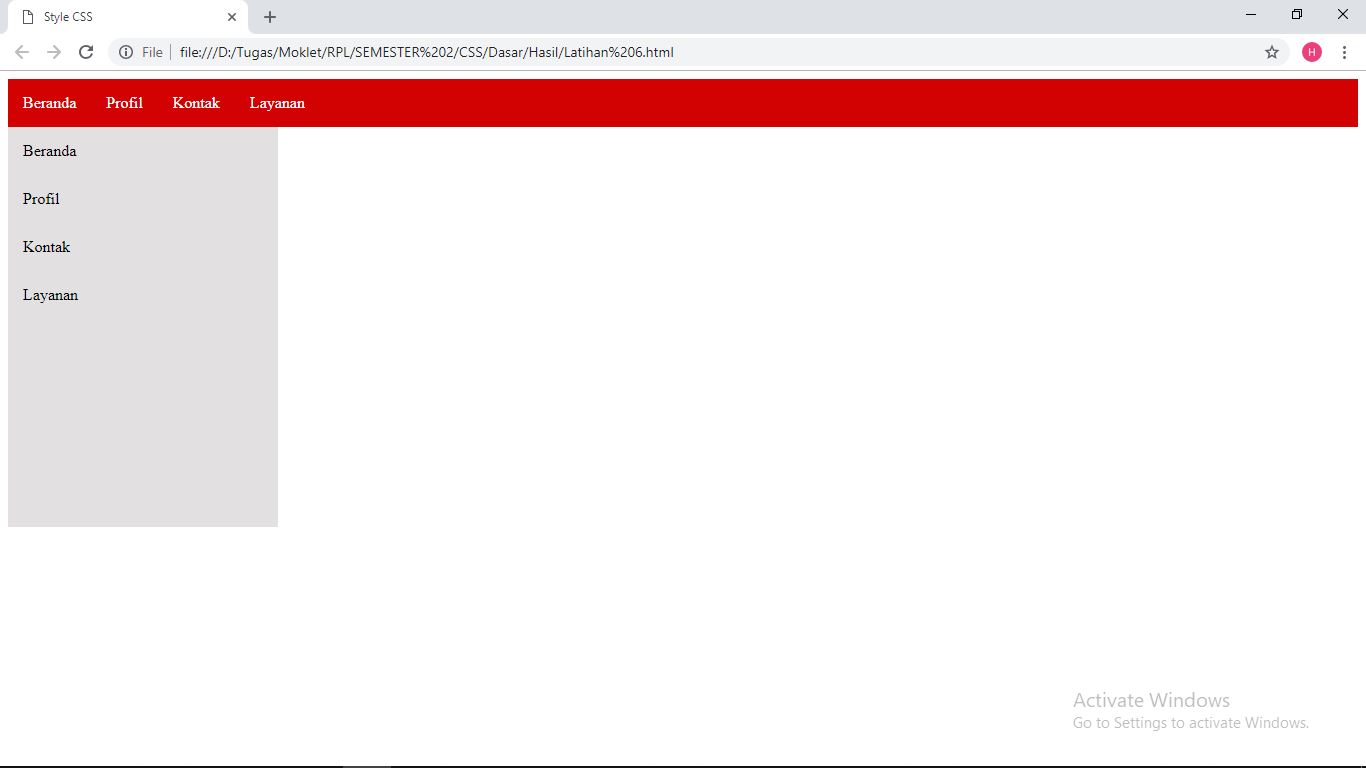 Style CSS
File file:///D:/Tugas/Moklet/RPL/SEMESTER%202/CSS/Dasar/Hasil/Latihan%206.html H
Beranda Profil Kontak Layanan
Beranda
Profil
Kontak
Layanan
Activate Windows
Go to Settings to activate Windows.